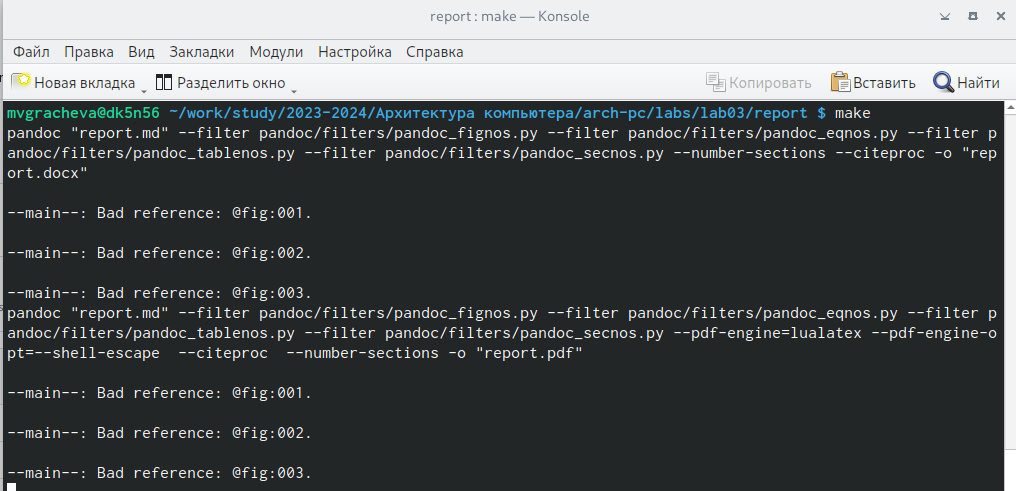 report : make — Konsole
Файл Правка Вид Закладки Модули Настройка Справка
Новая вкладка Разделить окно Копировать Вставить Найти
mvgracheva@dk5n56 ~/work/study/2023-2024/Архитектура компьютера/arch-pc/labs/lab03/report $ make
pandoc "report.md" --filter pandoc/filters/pandoc_fignos.py --filter pandoc/filters/pandoc_eqnos.py --filter p
andoc/filters/pandoc_tablenos.py --filter pandoc/filters/pandoc_secnos.py --number-sections --citeproc -o "rep
ort.docx"
--main--: Bad reference: @fig:001.
--main--: Bad reference: @fig:002.
--main--: Bad reference: @fig:003.
pandoc "report.md" --filter pandoc/filters/pandoc_fignos.py --filter pandoc/filters/pandoc_eqnos.py --filter p
andoc/filters/pandoc_tablenos.py --filter pandoc/filters/pandoc_secnos.py --pdf-engine=lualatex --pdf-engine-o
pt=--shell-escape  --citeproc  --number-sections -o "report.pdf"
--main--: Bad reference: @fig:001.
--main--: Bad reference: @fig:002.
--main--: Bad reference: @fig:003.